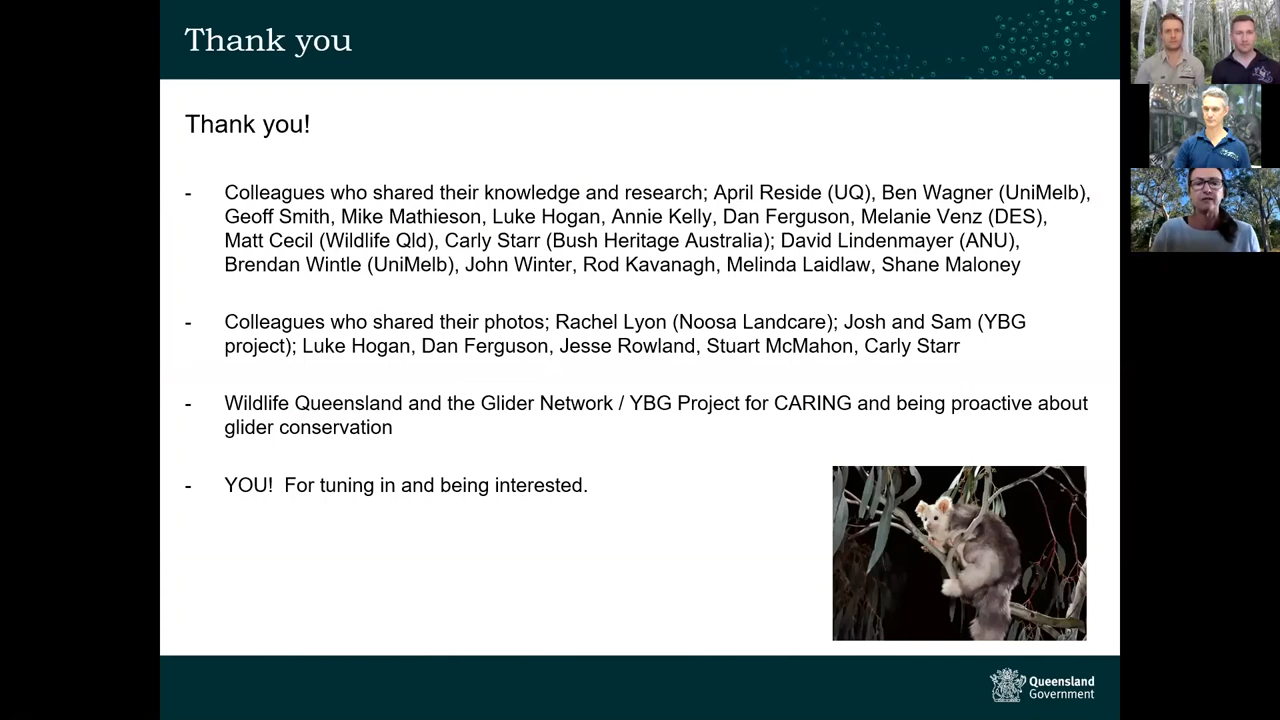 Thank you
Thank you!
- Colleagues who shared their knowledge and research; April Reside (UQ), Ben Wagner (UniMelb),
Geoff Smith, Mike Mathieson, Luke Hogan, Annie Kelly, Dan Ferguson, Melanie Venz (DES),
Matt Cecil (Wildlife Qld), Carly Starr (Bush Heritage Australia); David Lindenmayer (ANU),
Brendan Wintle (UniMelb), John Winter, Rod Kavanagh, Melinda Laidlaw, Shane Maloney
- Colleagues who shared their photos; Rachel Lyon (Noosa Landcare); Josh and Sam (YBG
project); Luke Hogan, Dan Ferguson, Jesse Rowland, Stuart McMahon, Carly Starr
- Wildlife Queensland and the Glider Network / YBG Project for CARING and being proactive about
glider conservation
- YOU! For tuning in and being interested.
Queensland
Government